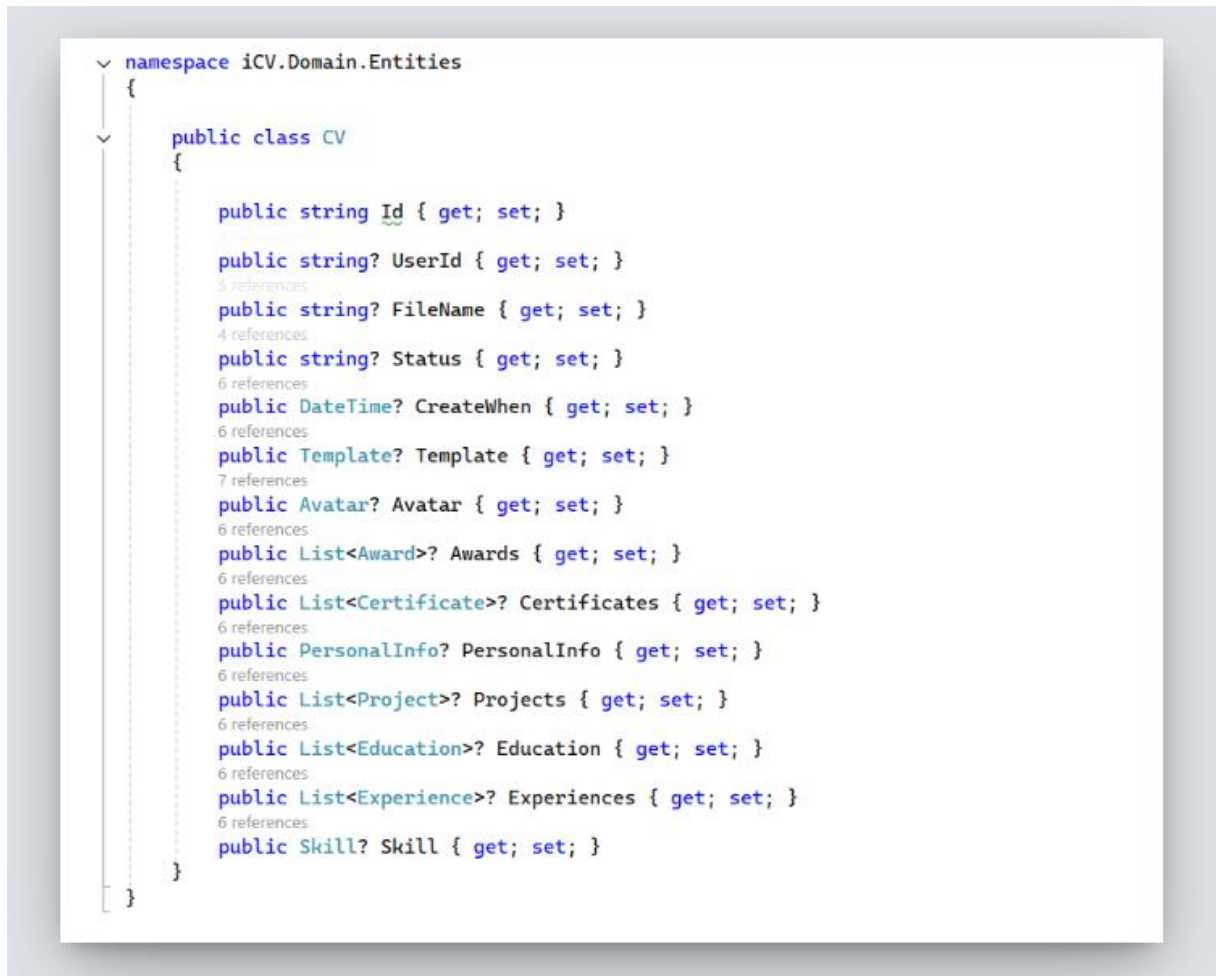 namespace iCV.Domain.Entities
{
public class CV
{
public string Id { get; set; }
public string? UserId { get; set; }
5 references
public string? FileName { get; set; }
4 references
public string? Status { get; set; }
6 references
public DateTime? CreateWhen { get; set; }
6 references
public Template? Template { get; set; }
7 references
public Avatar? Avatar { get; set; }
6 references
public List<Award>? Awards { get; set; }
6 references
public List<Certificate>? Certificates { get; set; }
6 references
public PersonalInfo? PersonalInfo { get; set; }
6 references
public List<Project>? Projects { get; set; }
6 references
public List<Education>? Education { get; set; }
6 references
public List<Experience>? Experiences { get; set; }
6 references
public Skill? Skill { get; set; }
}
}